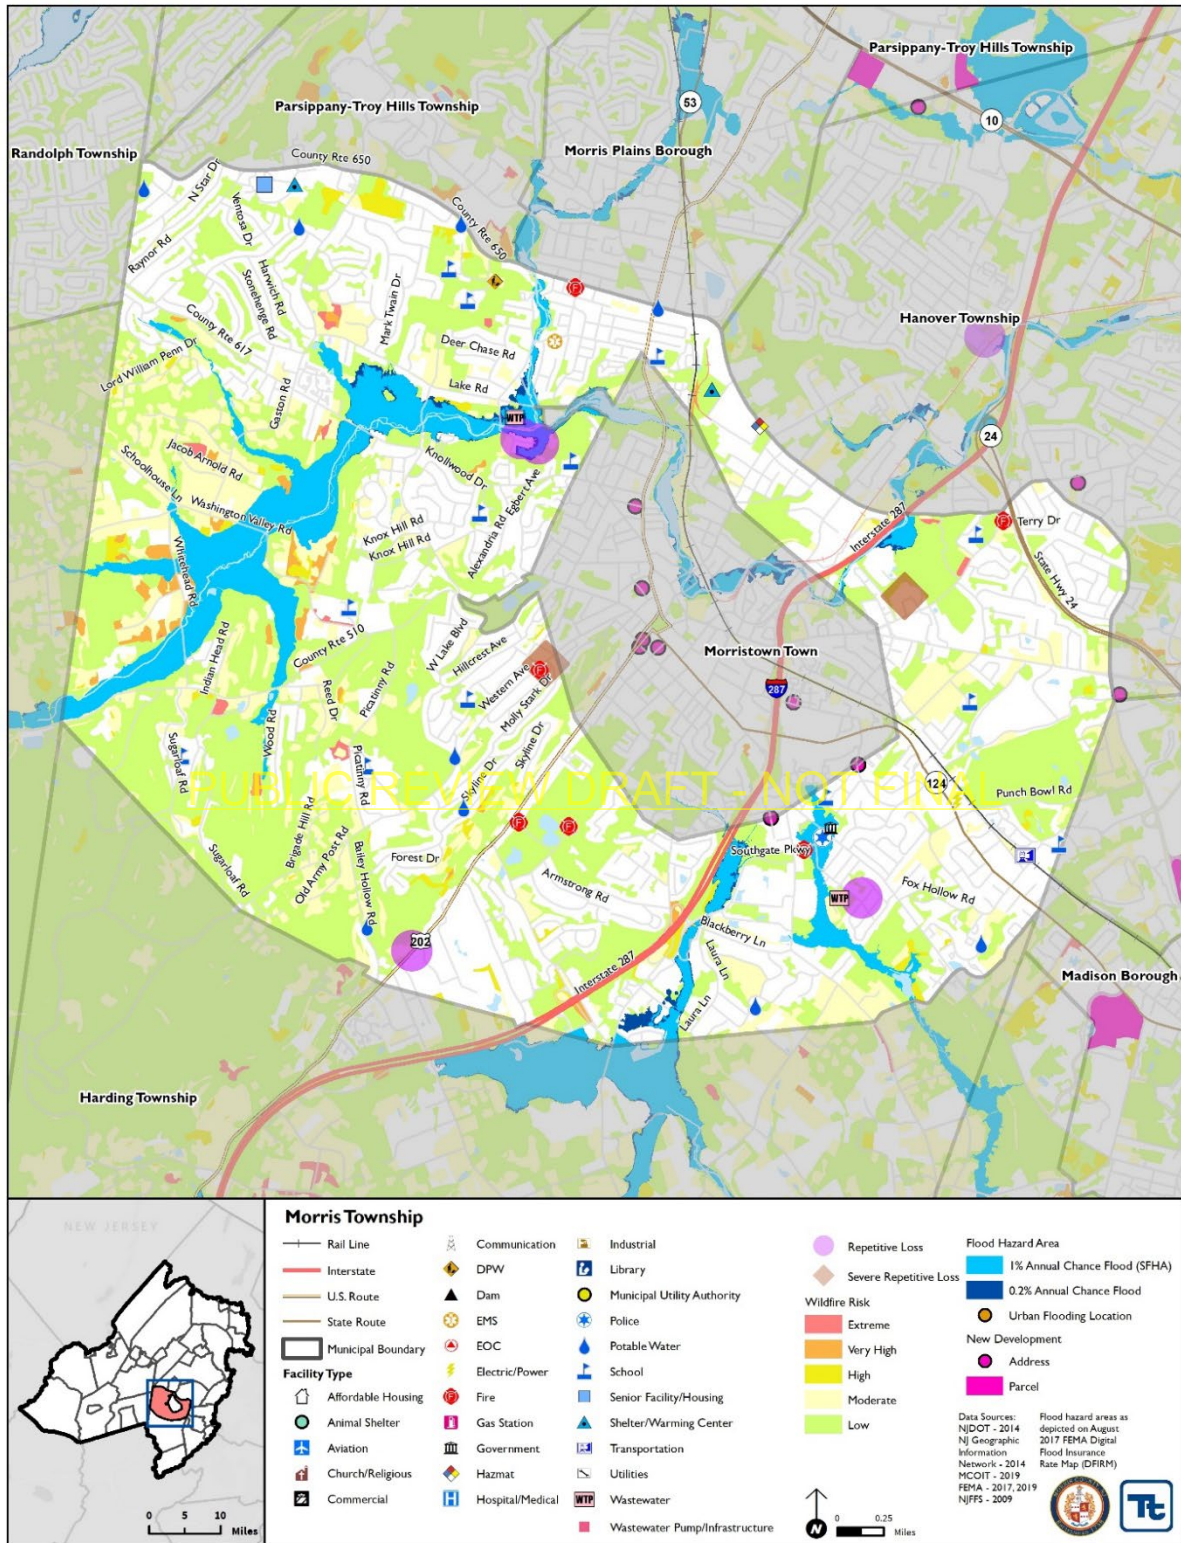 Parsippany-Troy Hills Township
53
Parsippany-Troy Hills Township
10
Randolph Township
County Rte 650
Morris Plains Borough
N Star Dr
Ventosa Dr
County Rte 650
Raynor Rd
Harwich Rd
Stonehenge Rd
Mark Twain Dr
County Rte 617
Hanover Township
Lord William Penn Dr
Deer Chase Rd
Gaston Rd
Lake Rd
WTP
24
Jacob Arnold Rd
Schoolhouse Ln
Knollwood Dr
Egbert Ave
Washington Valley Rd
Knox Hill Rd
Knox Hill Rd
Alexandria Rd
Interstate 287
Terry Dr
State Hwy 24
Whitehead Rd
County Rte 510
W Lake Blvd
Hillcrest Ave
Morristown Town
Indian Head Rd
Reed Dr
Picatinny Rd
Western Ave
Molly Stark Dr
287
Wood Rd
Sugarloaf Rd
Skyline Dr
Picatinny Rd
Skyline Dr
PUBLIC REVIEW DRAFT - NOT FINAL
124
Punch Bowl Rd
Brigade Hill Rd
Old Army Post Rd
Bailey Hollow Rd
Forest Dr
Southgate Pkwy
Sugarloaf Rd
Armstrong Rd
WTP
Fox Hollow Rd
Blackberry Ln
202
Laura Ln
Interstate 287
Laura Ln
Madison Borough
Harding Township
NEW JERSEY
0 5 10
Miles
Morris Township
Rail Line
Interstate
U.S. Route
State Route
Municipal Boundary
Facility Type
Affordable Housing
Animal Shelter
Aviation
Church/Religious
Commercial
Communication
DPW
Dam
EMS
EOC
Electric/Power
Fire
Gas Station
Government
Hazmat
Hospital/Medical
Industrial
Library
Municipal Utility Authority
Police
Potable Water
School
Senior Facility/Housing
Shelter/Warming Center
Transportation
Utilities
WTP Wastewater
Wastewater Pump/Infrastructure
Repetitive Loss
Severe Repetitive Loss
Wildfire Risk
Extreme
Very High
High
Moderate
Low
N
0 0.25
Miles
Flood Hazard Area
1% Annual Chance Flood (SFHA)
0.2% Annual Chance Flood
Urban Flooding Location
New Development
Address
Parcel
Data Sources:
NJDOT - 2014
NJ Geographic
Information
Network - 2014
MCOIT - 2019
FEMA - 2017, 2019
NJFFS - 2009
Flood hazard areas as
depicted on August
2017 FEMA Digital
Flood Insurance
Rate Map (DFIRM)
Tt